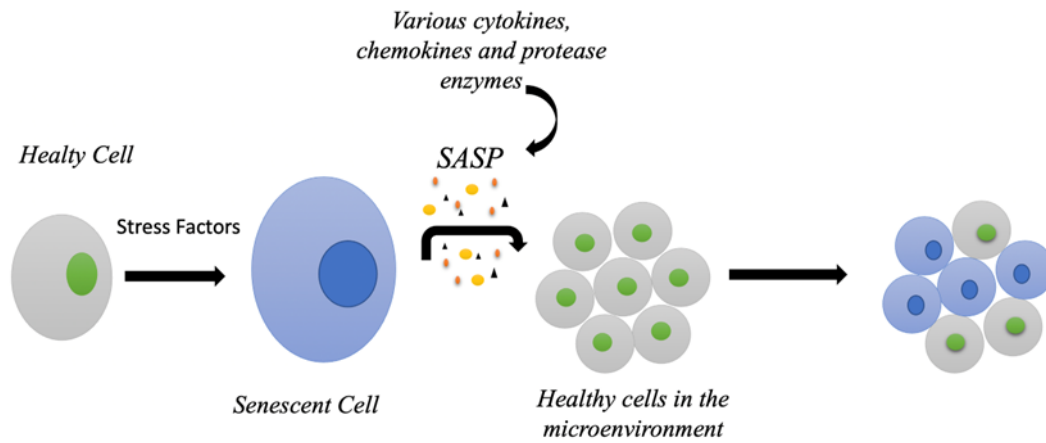 Various cytokines,
chemokines and protease
enzymes
Healty Cell
SASP
Stress Factors
Senescent Cell
Healthy cells in the
microenvironment